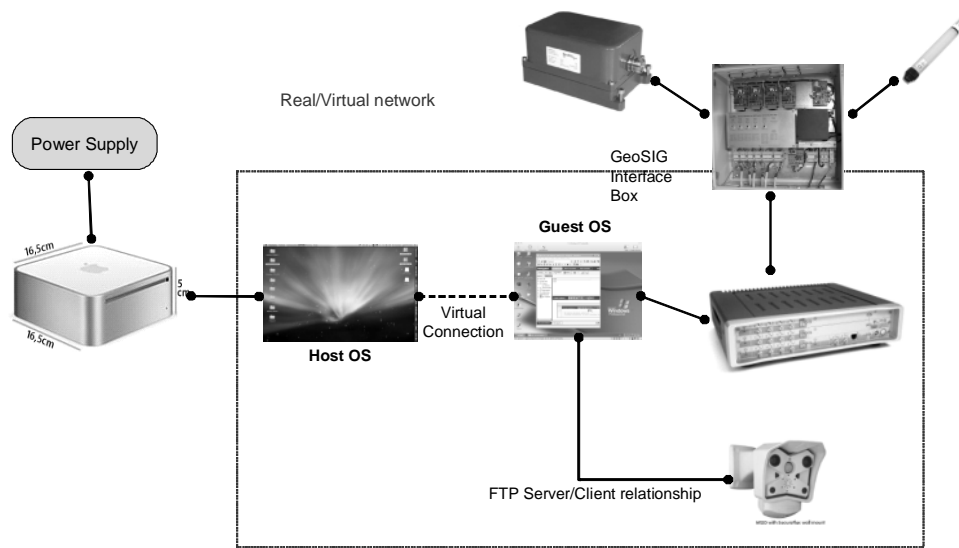 Real/Virtual network
Power Supply
GeoSIG
Interface
Box
Guest OS
16,5cm
5
cm
16,5cm
Virtual
Connection
Host OS
FTP Server/Client relationship